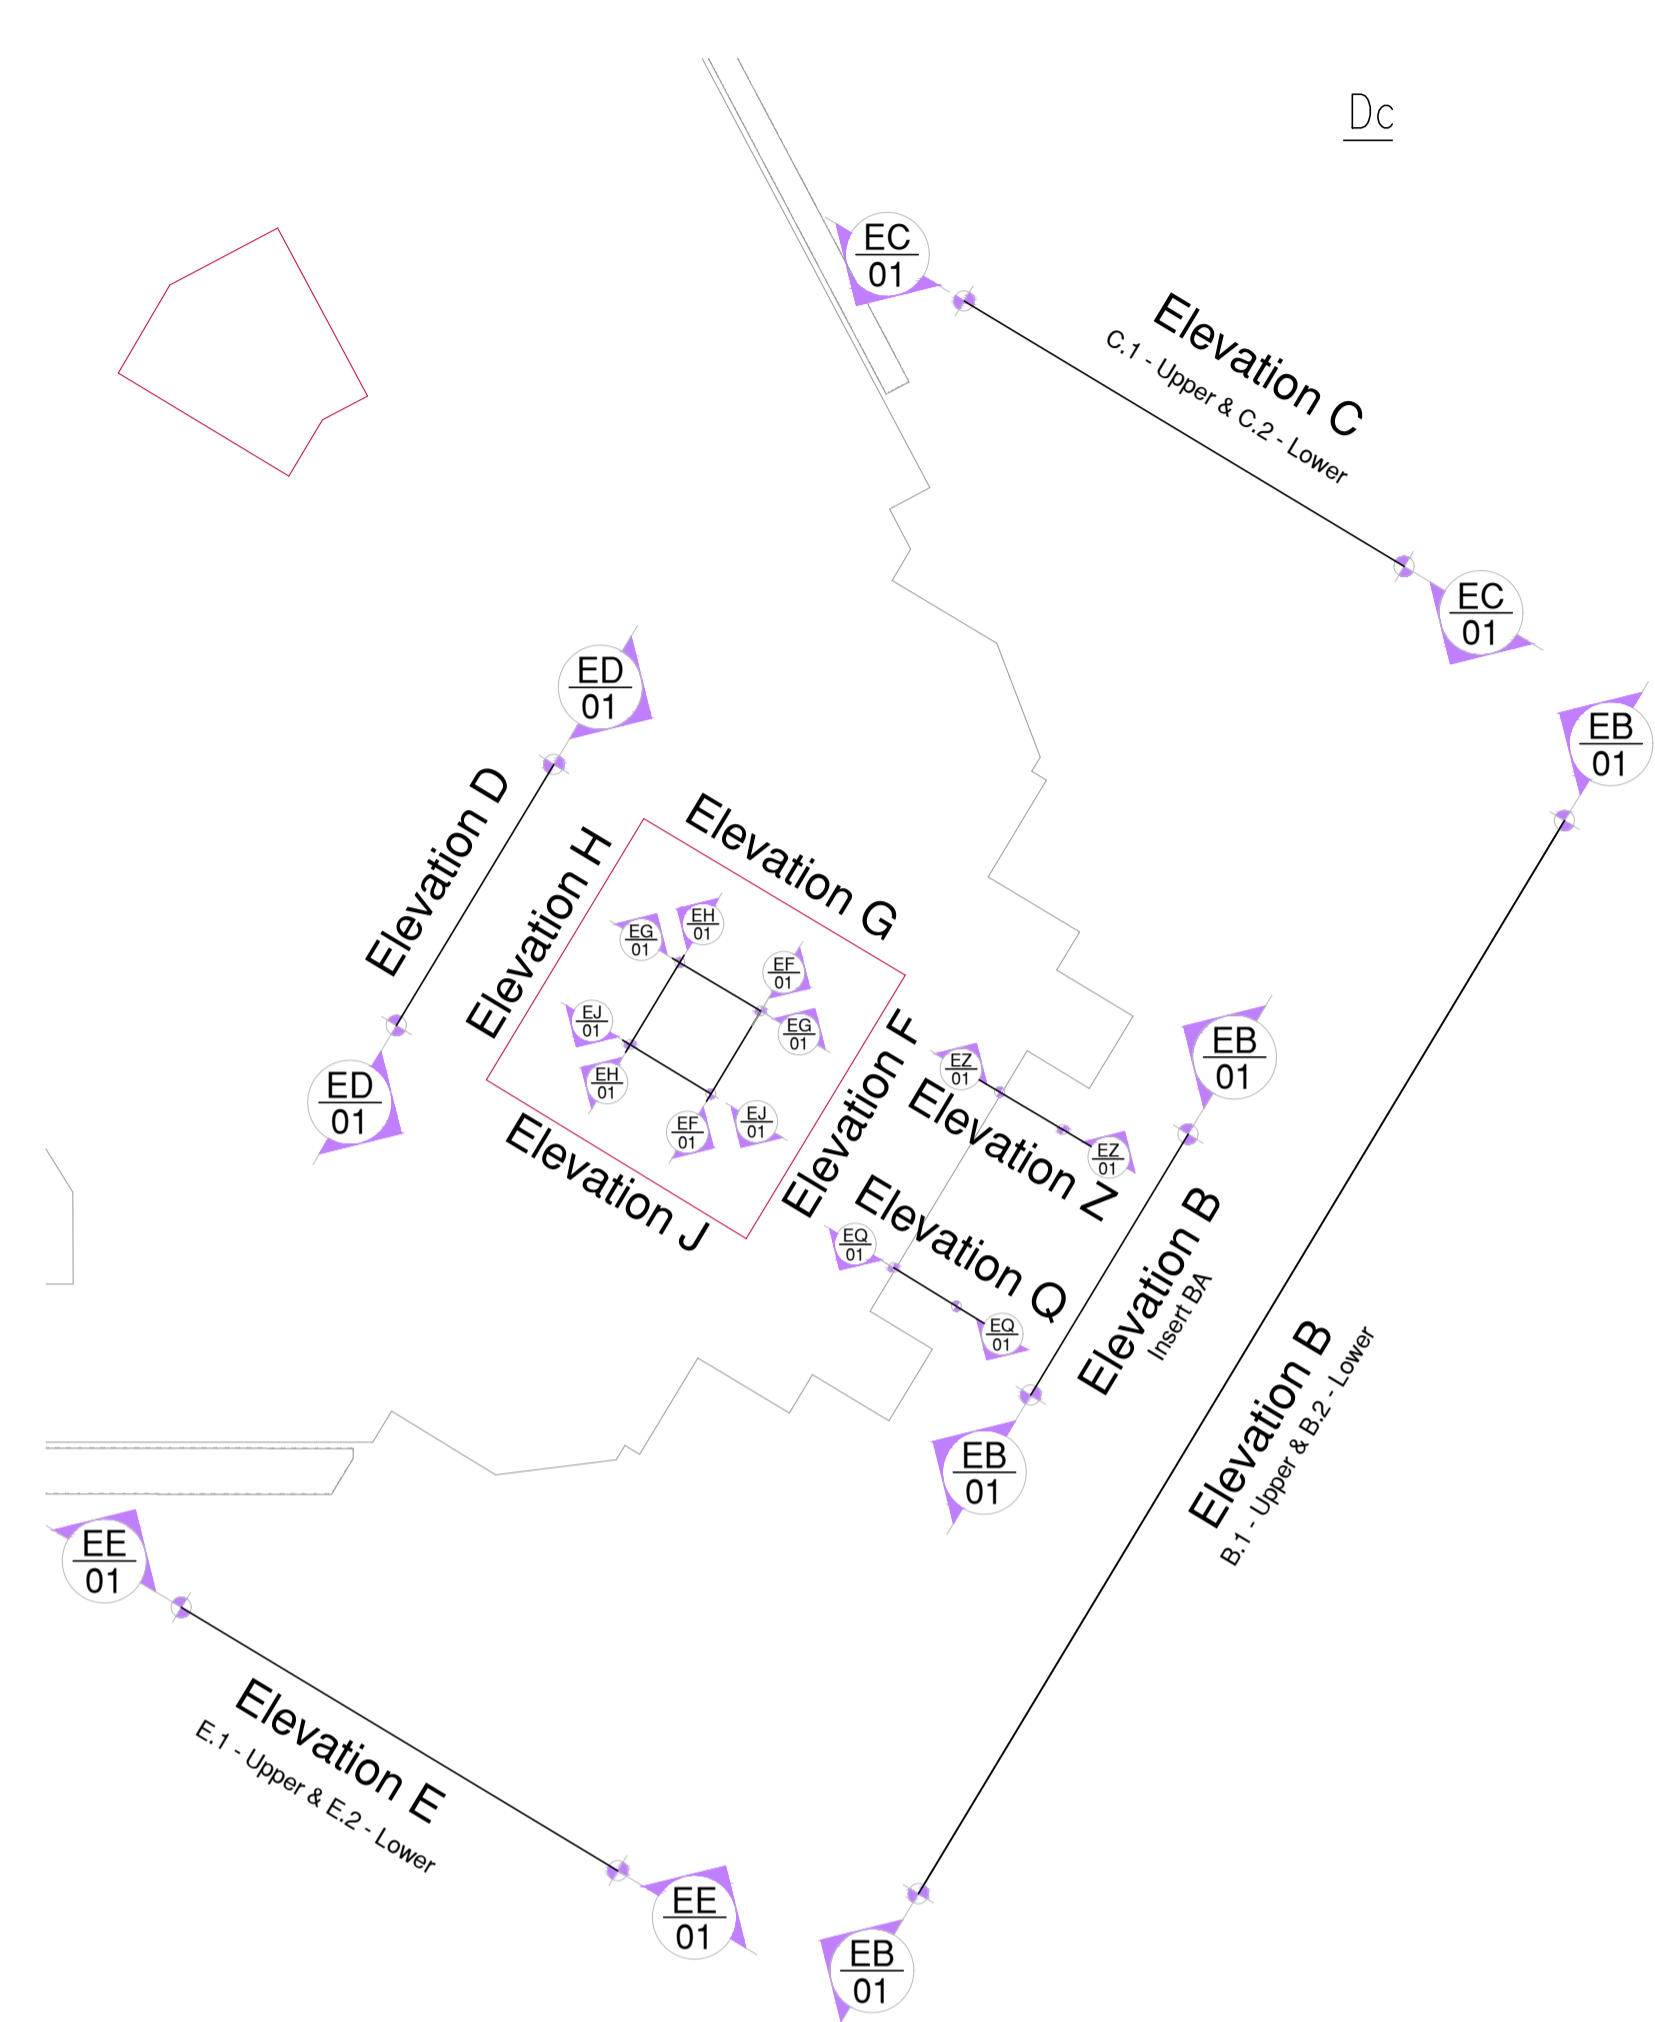 Dc
EC
01
Elevation C
C.1 - Upper & C.2 - Lower
EC
01
ED
01
EB
01
Elevation D
Elevation H
Elevation G
EG
01
EH
01
EF
01
EJ
01
EG
01
EH
01
EF
01
EJ
01
ED
01
Elevation J
Elevation F
EZ
01
Elevation Z
EZ
01
EB
01
Elevation Q
EQ
01
EQ
01
Elevation B
Insert BA
EB
01
Elevation B
B.1 - Upper & B.2 - Lower
EE
01
Elevation E
E.1 - Upper & E.2 - Lower
EE
01
EB
01